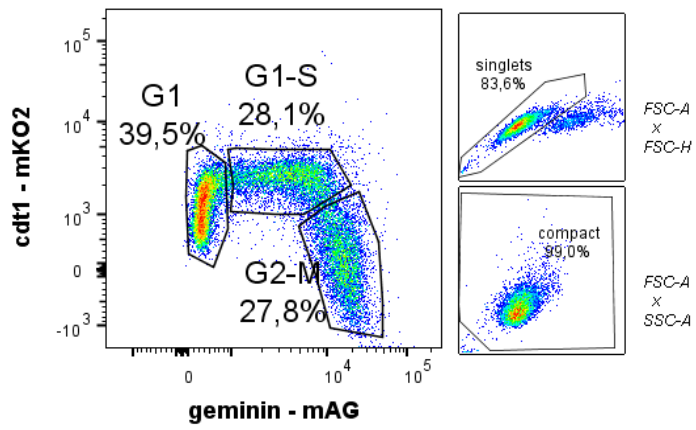 10^5
10^4
10^3
0
-10^3
cdt1 - mKO2
G1
39,5%
G1-S
28,1%
G2-M
27,8%
0
10^4
10^5
geminin - mAG
singlets
83,6%
FSC-A
x
FSC-H
compact
99,0%
FSC-A
x
SSC-A